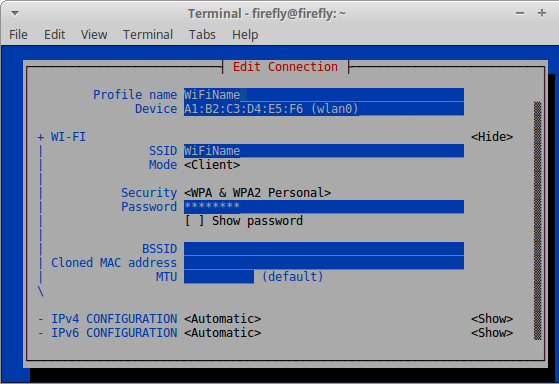 Terminal - firefly@firefly: ~
File Edit View Terminal Tabs Help
Edit Connection
Profile name WiFiName
Device A1:B2:C3:D4:E5:F6 (wlan0)
+ WI-FI <Hide>
| SSID WiFiName
| Mode <Client>
|
| Security <WPA & WPA2 Personal>
| Password ********
| [ ] Show password
|
| BSSID
| Cloned MAC address
| MTU (default)
\
- IPv4 CONFIGURATION <Automatic> <Show>
- IPv6 CONFIGURATION <Automatic> <Show>